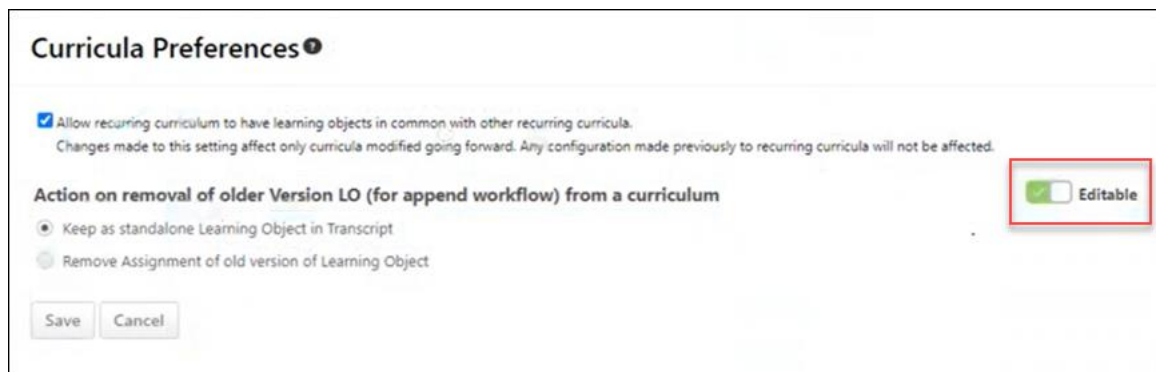 Curricula Preferences?
Allow recurring curriculum to have learning objects in common with other recurring curricula.
Changes made to this setting affect only curricula modified going forward. Any configuration made previously to recurring curricula will not be affected.
Action on removal of older Version LO (for append workflow) from a curriculum
Editable
Keep as standalone Learning Object in Transcript
Remove Assignment of old version of Learning Object
Save Cancel